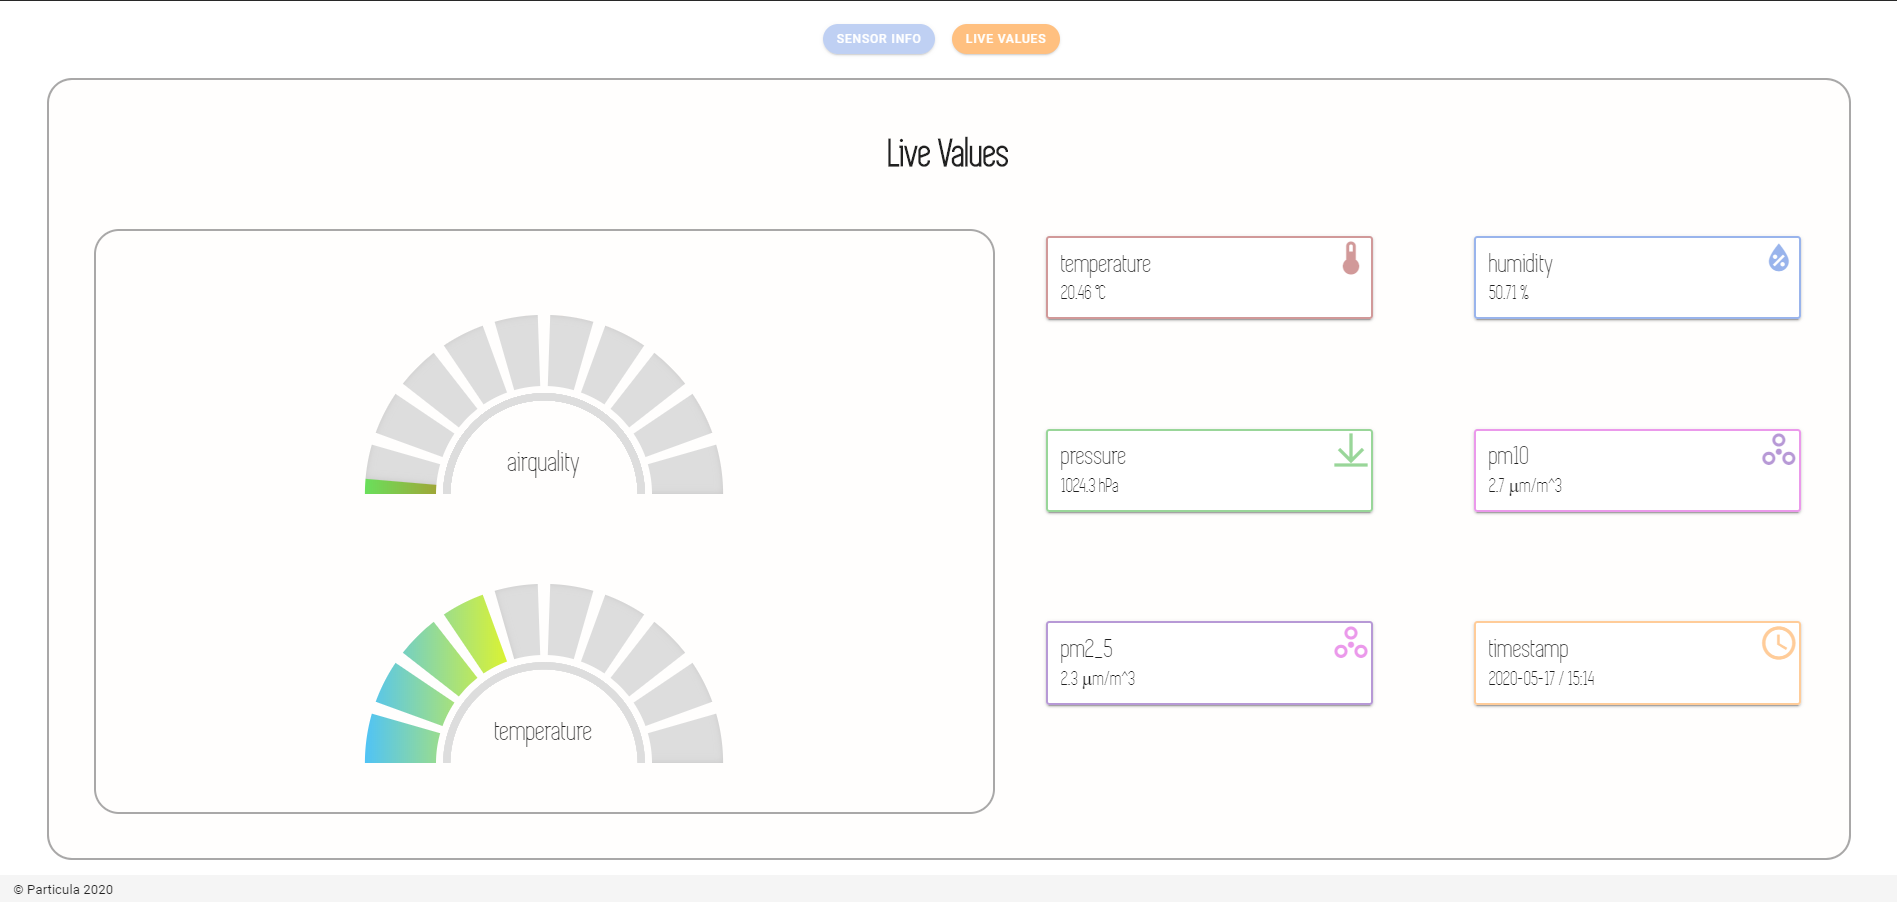 SENSOR INFO
LIVE VALUES
Live Values
airquality
temperature
temperature
20.46 °C
humidity
50.71 %
pressure
1024.3 hPa
pm10
2.7 μm/m^3
pm2_5
2.3 μm/m^3
timestamp
2020-05-17 / 15:14
© Particula 2020